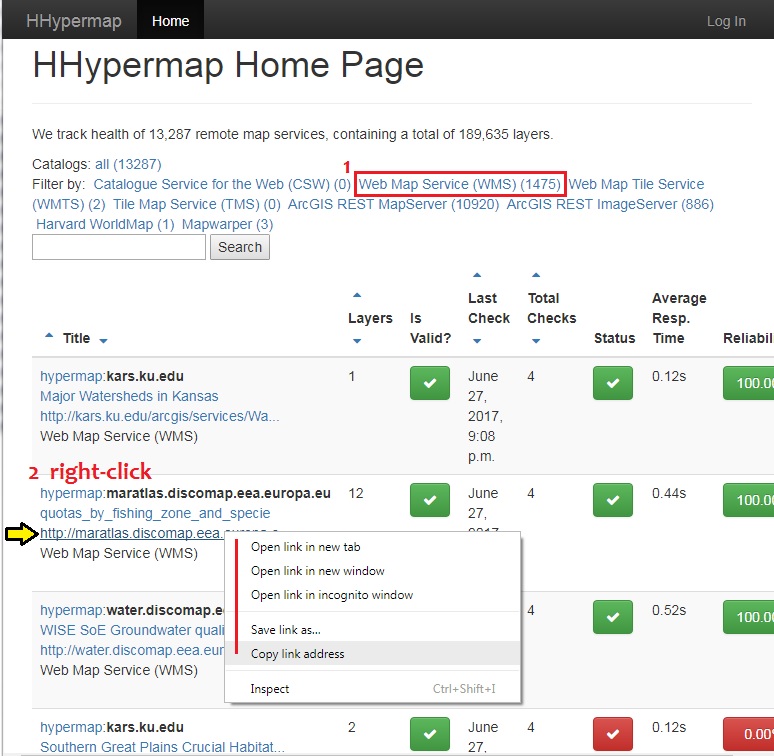 HHypermap Home Log In
HHypermap Home Page
We track health of 13,287 remote map services, containing a total of 189,635 layers.
Catalogs: all (13287)
1
Filter by: Catalogue Service for the Web (CSW) (0) Web Map Service (WMS) (1475) Web Map Tile Service
(WMTS) (2) Tile Map Service (TMS) (0) ArcGIS REST MapServer (10920) ArcGIS REST ImageServer (886)
Harvard WorldMap (1) Mapwarper (3)
Search
Title
Layers
Is
Valid?
Last
Check
Total
Checks
Status
Average
Resp.
Time
Reliabil
hypermap:kars.ku.edu
Major Watersheds in Kansas
http://kars.ku.edu/arcgis/services/Wa...
Web Map Service (WMS)
1
June
27,
2017,
9:08
p.m.
4
0.12s
100.00
2 right-click
hypermap:maratlas.discomap.eea.europa.eu
quotas_by_fishing_zone_and_specie
http://maratlas.discomap.eea.
Web Map Service (WMS)
12
June
27,
4
0.44s
100.00
Open link in new tab
Open link in new window
Open link in incognito window
Save link as...
Copy link address
Inspect Ctrl+Shift+I
hypermap:water.discomap.e
WISE SoE Groundwater quali
http://water.discomap.eea.eur
Web Map Service (WMS)
4
0.52s
100.00
hypermap:kars.ku.edu
Southern Great Plains Crucial Habitat...
2
June
27,
4
0.12s
0.00%